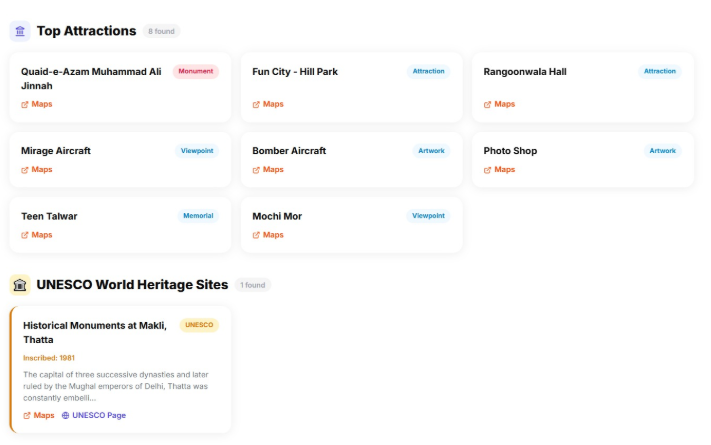 Top Attractions 8 found
Quaid-e-Azam Muhammad Ali Monument
Jinnah
Maps
Fun City - Hill Park Attraction
Maps
Rangoonwala Hall Attraction
Maps
Mirage Aircraft Viewpoint
Maps
Bomber Aircraft Artwork
Maps
Photo Shop Artwork
Maps
Teen Talwar Memorial
Maps
Mochi Mor Viewpoint
Maps
UNESCO World Heritage Sites 1 found
Historical Monuments at Makli, UNESCO
Thatta
Inscribed: 1981
The capital of three successive dynasties and later
ruled by the Mughal emperors of Delhi, Thatta was
constantly embelli...
Maps UNESCO Page